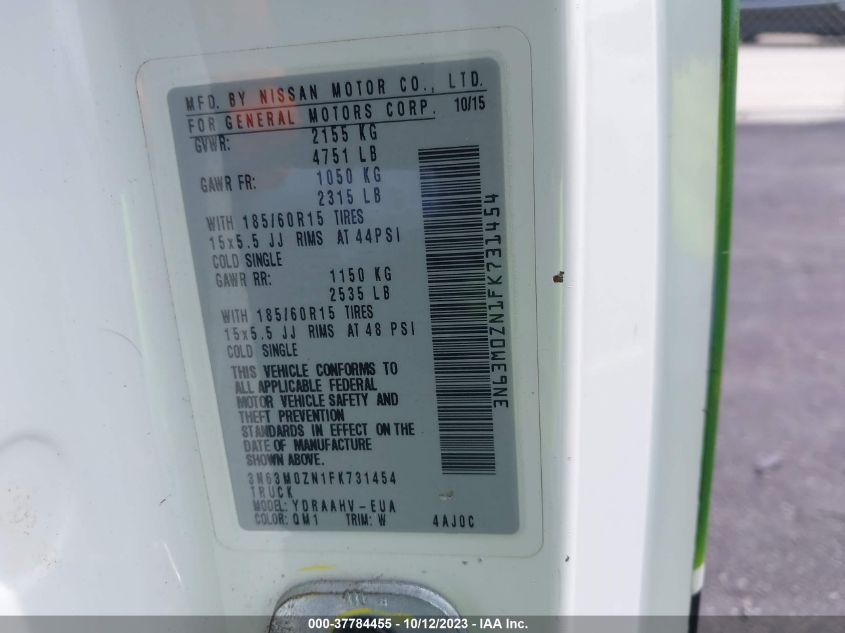 MFD. BY NISSAN MOTOR CO., LTD.
FOR GENERAL MOTORS CORP. 10/15
GVWR: 2155 KG
4751 LB
GAWR FR: 1050 KG
2315 LB
WITH 185/60R15 TIRES
15x5.5 JJ RIMS AT 44PSI
COLD SINGLE
GAWR RR: 1150 KG
2535 LB
WITH 185/60R15 TIRES
15x5.5 JJ RIMS AT 48 PSI
COLD SINGLE
THIS VEHICLE CONFORMS TO
ALL APPLICABLE FEDERAL
MOTOR VEHICLE SAFETY AND
THEFT PREVENTION
STANDARDS IN EFFECT ON THE
DATE OF MANUFACTURE
SHOWN ABOVE.
3N63M0ZN1FK731454
TRUCK
MODEL: YDRAAHV-EUA
COLOR: QM1 TRIM: W 4AJ0C
3N63M0ZN1FK731454
000-37784455 - 10/12/2023 - IAA Inc.